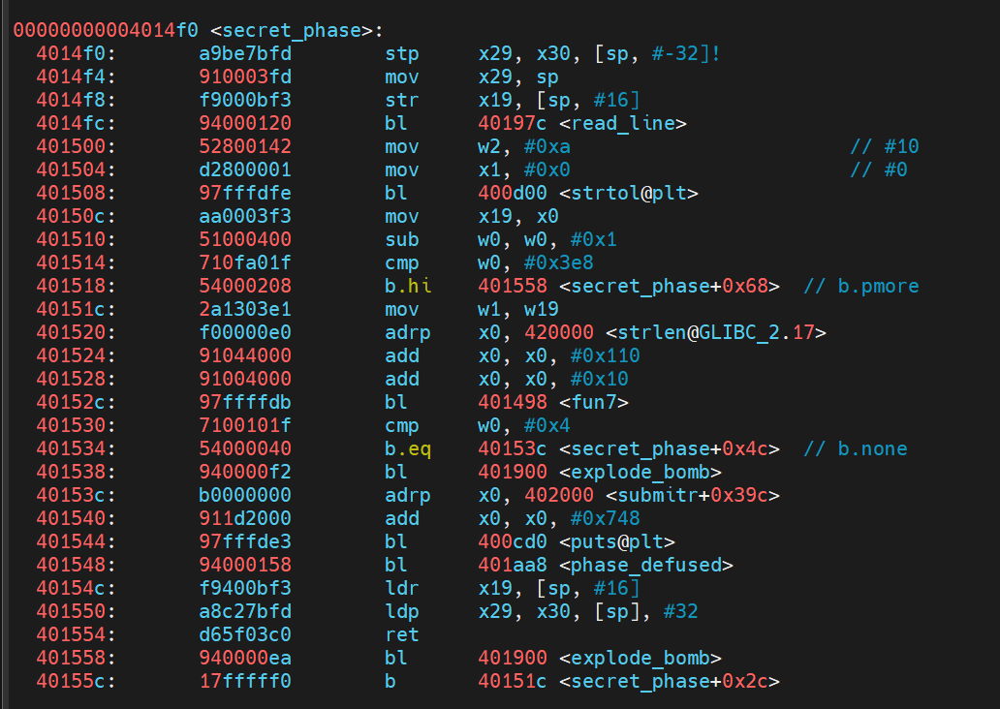 00000000004014f0 <secret_phase>:
4014f0: a9be7bfd stp x29, x30, [sp, #-32]!
4014f4: 910003fd mov x29, sp
4014f8: f9000bf3 str x19, [sp, #16]
4014fc: 94000120 bl 40197c <read_line>
401500: 52800142 mov w2, #0xa // #10
401504: d2800001 mov x1, #0x0 // #0
401508: 97fffdfe bl 400d00 <strtol@plt>
40150c: aa0003f3 mov x19, x0
401510: 51000400 sub w0, w0, #0x1
401514: 710fa01f cmp w0, #0x3e8
401518: 54000208 b.hi 401558 <secret_phase+0x68> // b.pmore
40151c: 2a1303e1 mov w1, w19
401520: f00000e0 adrp x0, 420000 <strlen@GLIBC_2.17>
401524: 91044000 add x0, x0, #0x110
401528: 91004000 add x0, x0, #0x10
40152c: 97ffffdb bl 401498 <fun7>
401530: 7100101f cmp w0, #0x4
401534: 54000040 b.eq 40153c <secret_phase+0x4c> // b.none
401538: 940000f2 bl 401900 <explode_bomb>
40153c: b0000000 adrp x0, 402000 <submitr+0x39c>
401540: 911d2000 add x0, x0, #0x748
401544: 97fffde3 bl 400cd0 <puts@plt>
401548: 94000158 bl 401aa8 <phase_defused>
40154c: f9400bf3 ldr x19, [sp, #16]
401550: a8c27bfd ldp x29, x30, [sp], #32
401554: d65f03c0 ret
401558: 940000ea bl 401900 <explode_bomb>
40155c: 17fffff0 b 40151c <secret_phase+0x2c>